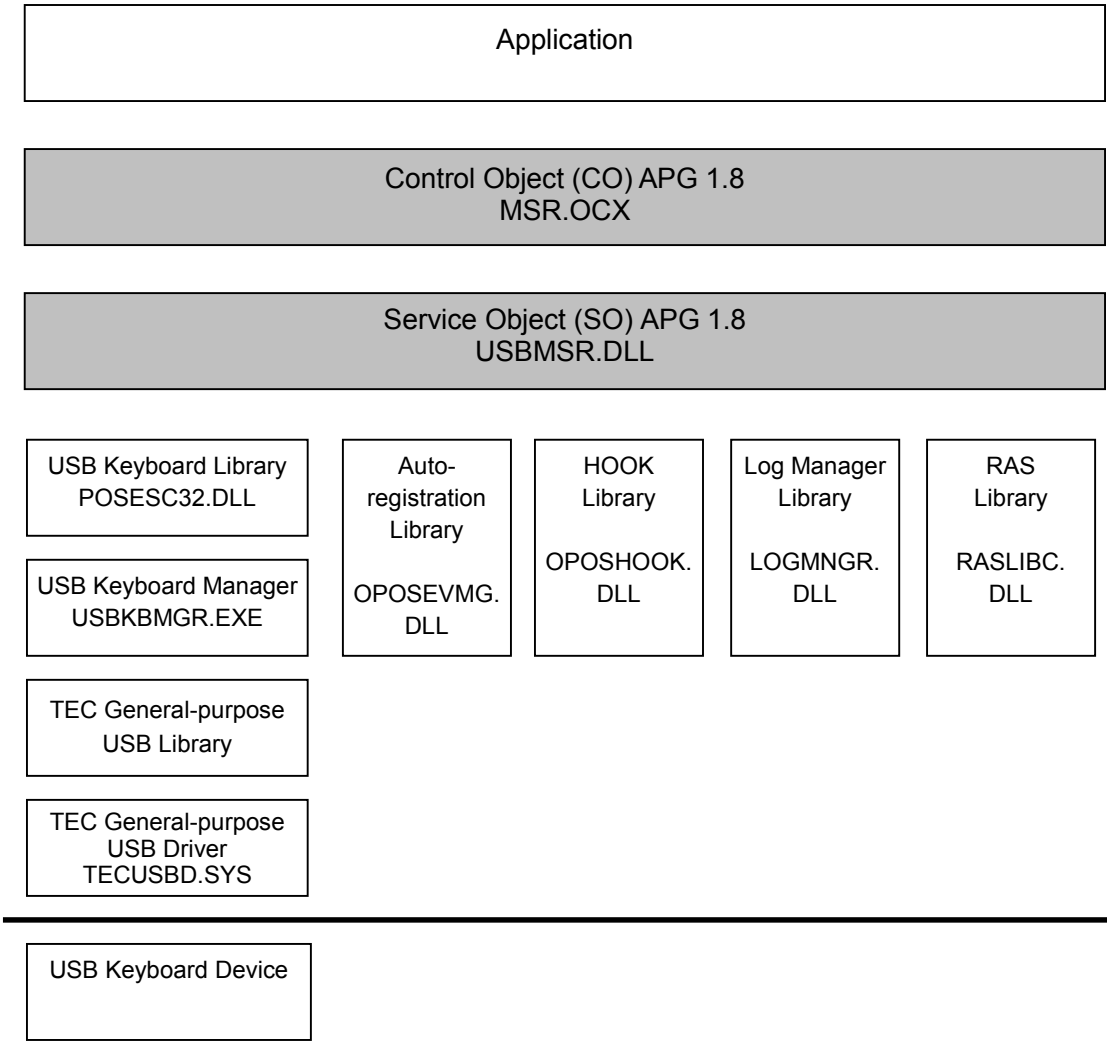 Application
Control Object (CO) APG 1.8
MSR.OCX
Service Object (SO) APG 1.8
USBMSR.DLL
USB Keyboard Library
POSESC32.DLL
USB Keyboard Manager
USBKBMGR.EXE
TEC General-purpose
USB Library
TEC General-purpose
USB Driver
TECUSBD.SYS
Auto-
registration
Library
OPOSEVMG.
DLL
HOOK
Library
OPOSHOOK.
DLL
Log Manager
Library
LOGMNGR.
DLL
RAS
Library
RASLIBC.
DLL
USB Keyboard Device